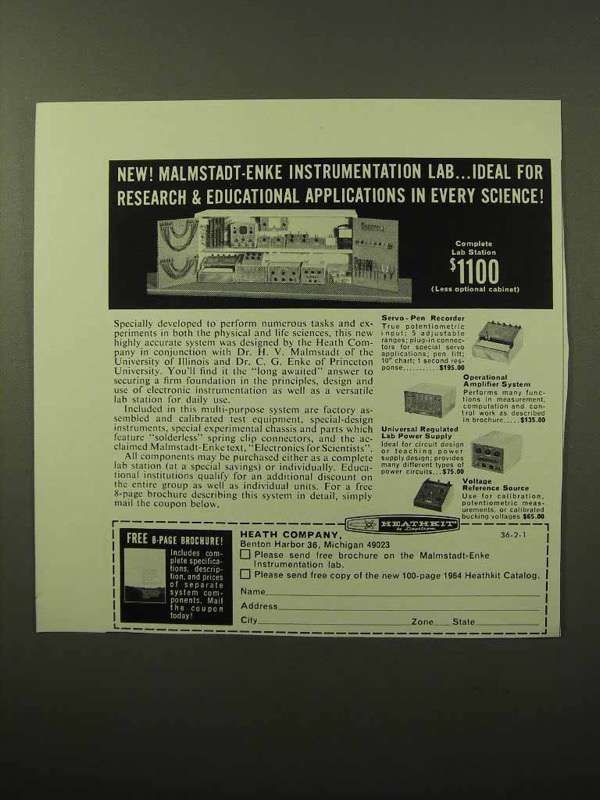 NEW! MALMSTADT-ENKE INSTRUMENTATION LAB...IDEAL FOR
RESEARCH & EDUCATIONAL APPLICATIONS IN EVERY SCIENCE!
Complete
Lab Station
$1100
(Less optional cabinet)
Specially developed to perform numerous tasks and ex-
periments in both the physical and life sciences, this new
highly accurate system was designed by the Heath Com-
pany in conjunction with Dr. H. V. Malmstadt of the
University of Illinois and Dr. C. G. Enke of Princeton
University. You'll find it the "long awaited" answer to
securing a firm foundation in the principles, design and
use of electronic instrumentation as well as a versatile
lab station for daily use.
Included in this multi-purpose system are factory as-
sembled and calibrated test equipment, special-design
instruments, special experimental chassis and parts which
feature "solderless" spring clip connectors, and the ac-
claimed Malmstadt-Enke text, "Electronics for Scientists".
All components may be purchased either as a complete
lab station (at a special savings) or individually. Educa-
tional institutions qualify for an additional discount on
the entire group as well as individual units. For a free
8-page brochure describing this system in detail, simply
mail the coupon below.
Servo-Pen Recorder
True potentiometric
input; 5 adjustable
ranges; plug-in connec-
tors for special servo
applications; pen lift;
10" chart; 1 second res-
ponse..............$195.00
Operational
Amplifier System
Performs many func-
tions in measurement,
computation and con-
trol work as described
in brochure.....$135.00
Universal Regulated
Lab Power Supply
Ideal for circuit design
or teaching power
supply design; provides
many different types of
power circuits...$75.00
Voltage
Reference Source
Use for calibration,
potentiometric meas-
urements, or calibrated
bucking voltages $65.00
HEATHKIT
by Daystrom
FREE 8-PAGE BROCHURE!
Includes com-
plete specifica-
tions, descrip-
tion, and prices
of separate
system com-
ponents. Mail
the coupon
today!
HEATH COMPANY, 36-2-1
Benton Harbor 36, Michigan 49023
Please send free brochure on the Malmstadt-Enke
Instrumentation lab.
Please send free copy of the new 100-page 1964 Heathkit Catalog.
Name
Address
City Zone State